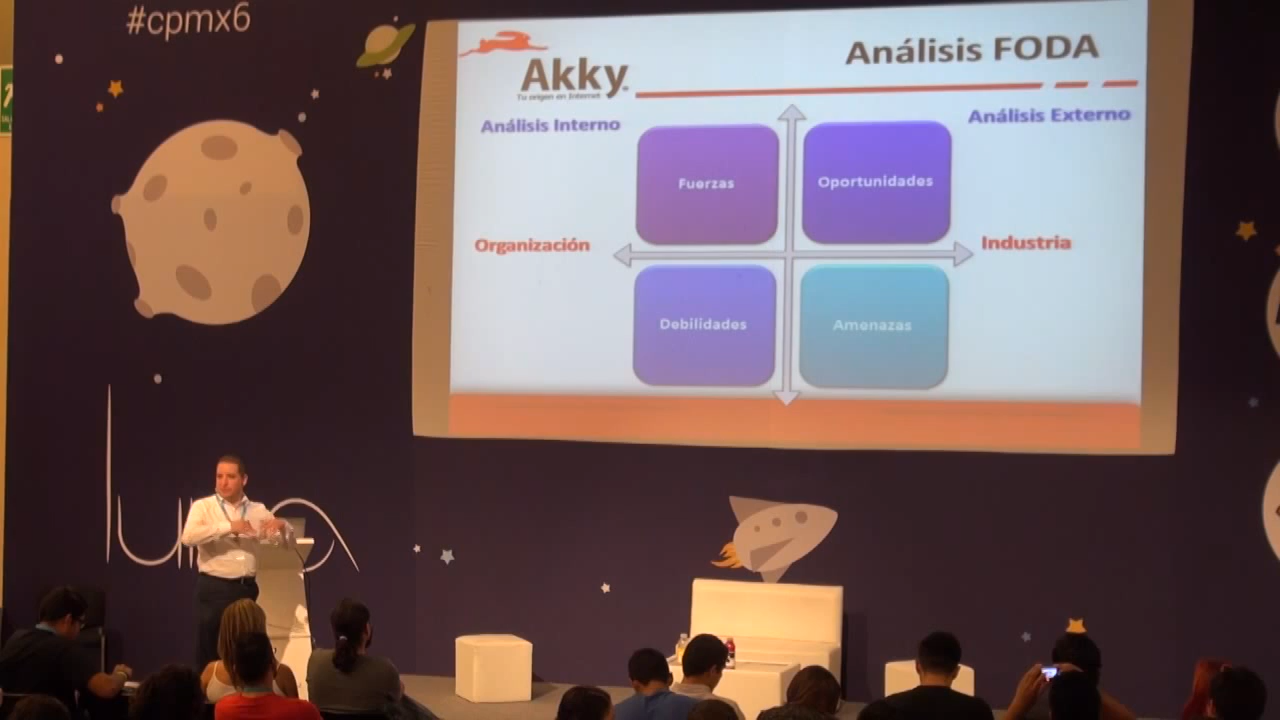 #cpmx6
Akky
Tu origen en Internet
Análisis FODA
Análisis Interno
Análisis Externo
Fuerzas
Oportunidades
Organización
Industria
Debilidades
Amenazas